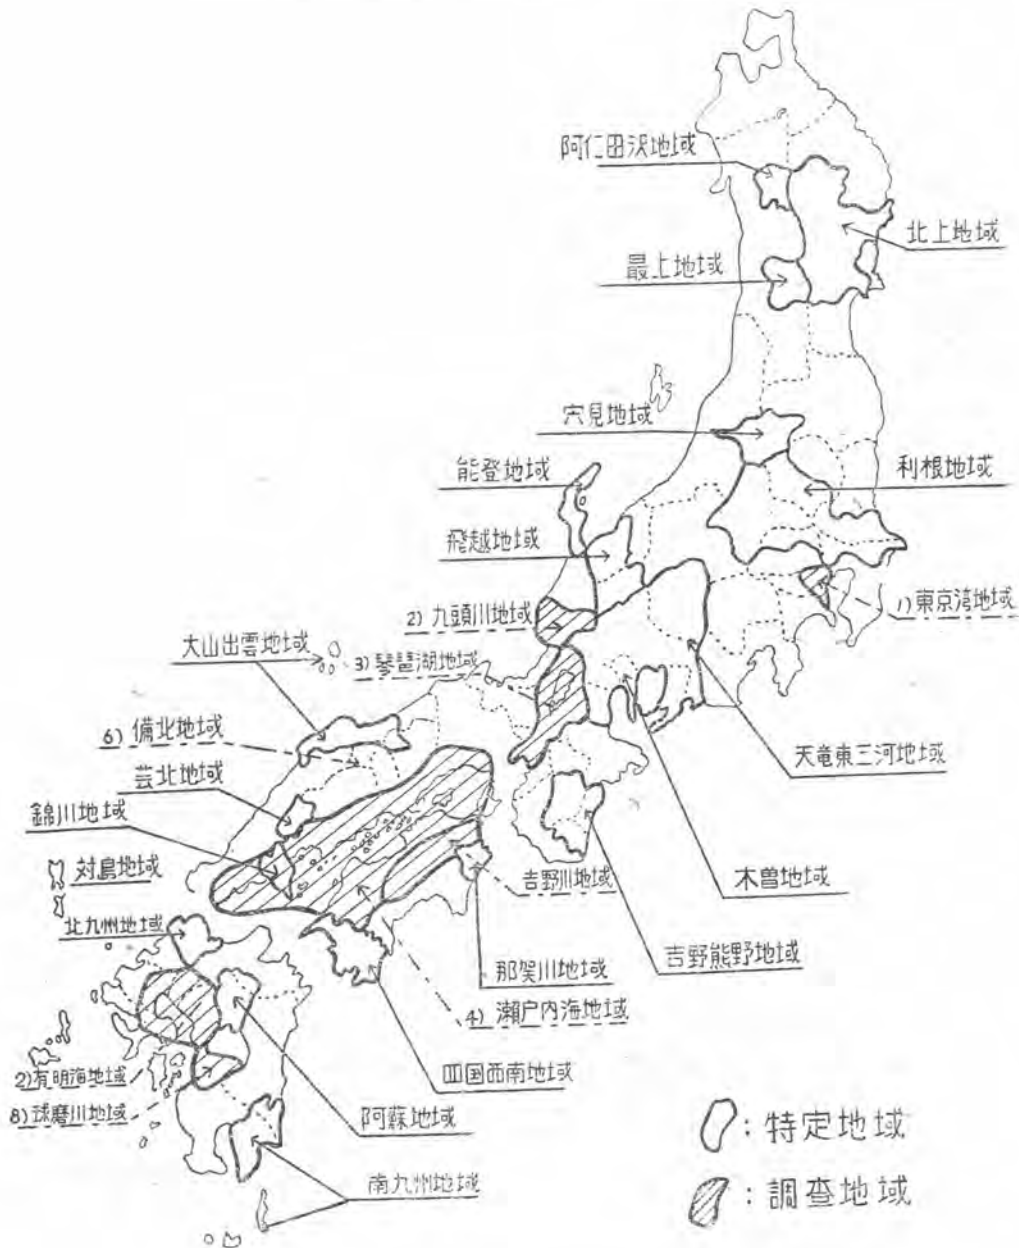 阿仁田沢地域
北上地域
最上地域
穴見地域
能登地域
利根地域
飛越地域
1) 東京湾地域
2) 九頭川地域
大山出雲地域
3) 琵琶湖地域
6) 備北地域
天竜東三河地域
芸北地域
錦川地域
対島地域
吉野川地域
木曽地域
北九州地域
那賀川地域
吉野熊野地域
4) 瀬戸内海地域
2) 有明海地域
四国西南地域
8) 球磨川地域
阿蘇地域
南九州地域
: 特定地域
: 調査地域